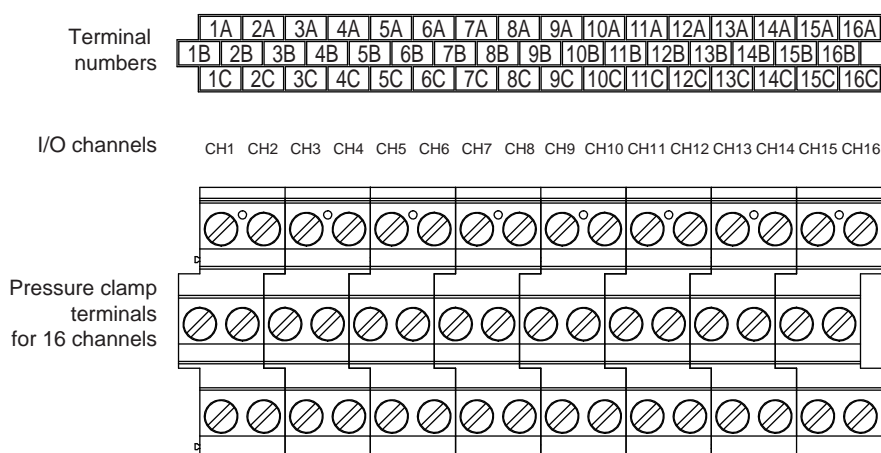 Terminal numbers
1A 2A 3A 4A 5A 6A 7A 8A 9A 10A 11A 12A 13A 14A 15A 16A
1B 2B 3B 4B 5B 6B 7B 8B 9B 10B 11B 12B 13B 14B 15B 16B
1C 2C 3C 4C 5C 6C 7C 8C 9C 10C 11C 12C 13C 14C 15C 16C
I/O channels
CH1 CH2 CH3 CH4 CH5 CH6 CH7 CH8 CH9 CH10 CH11 CH12 CH13 CH14 CH15 CH16
Pressure clamp
terminals
for 16 channels